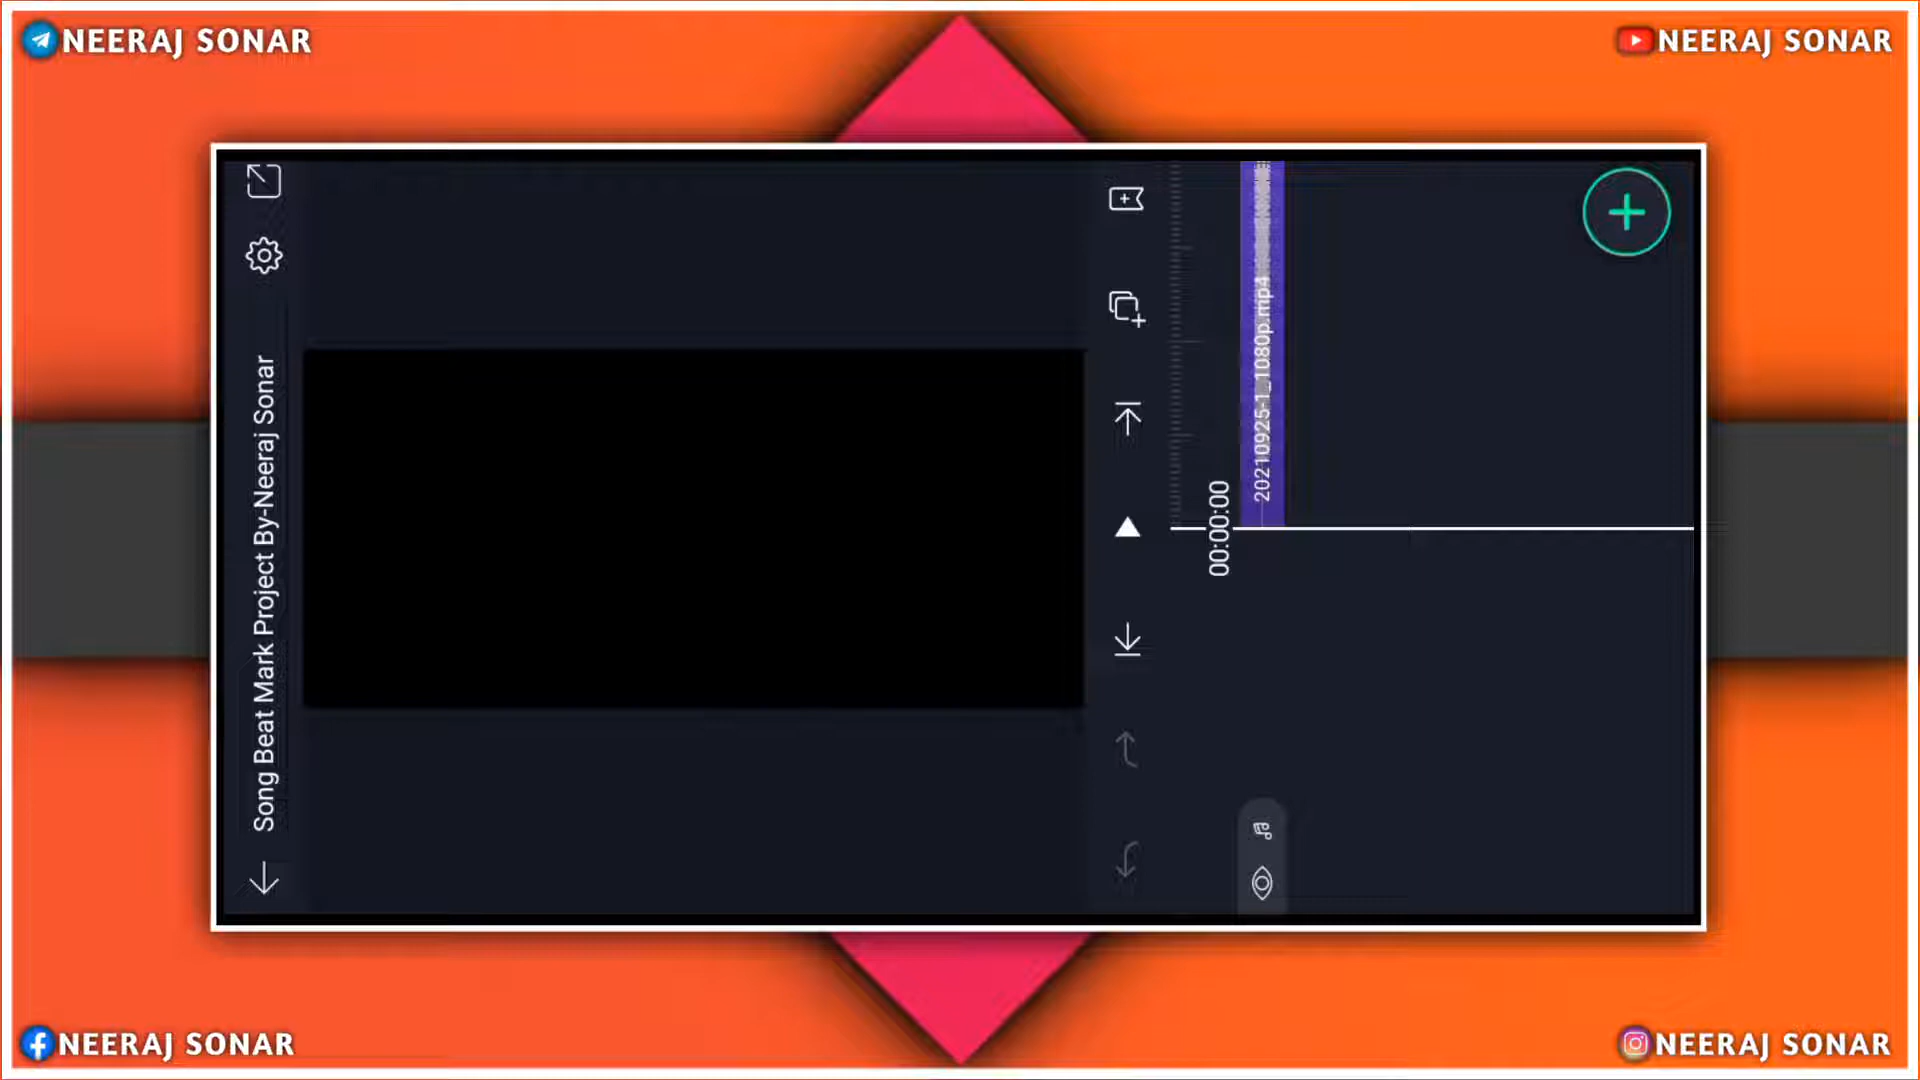 NEERAJ SONAR
NEERAJ SONAR
Song Beat Mark Project By-Neeraj Sonar
20210925-1_1080p.mp4
00:00:00
NEERAJ SONAR
NEERAJ SONAR